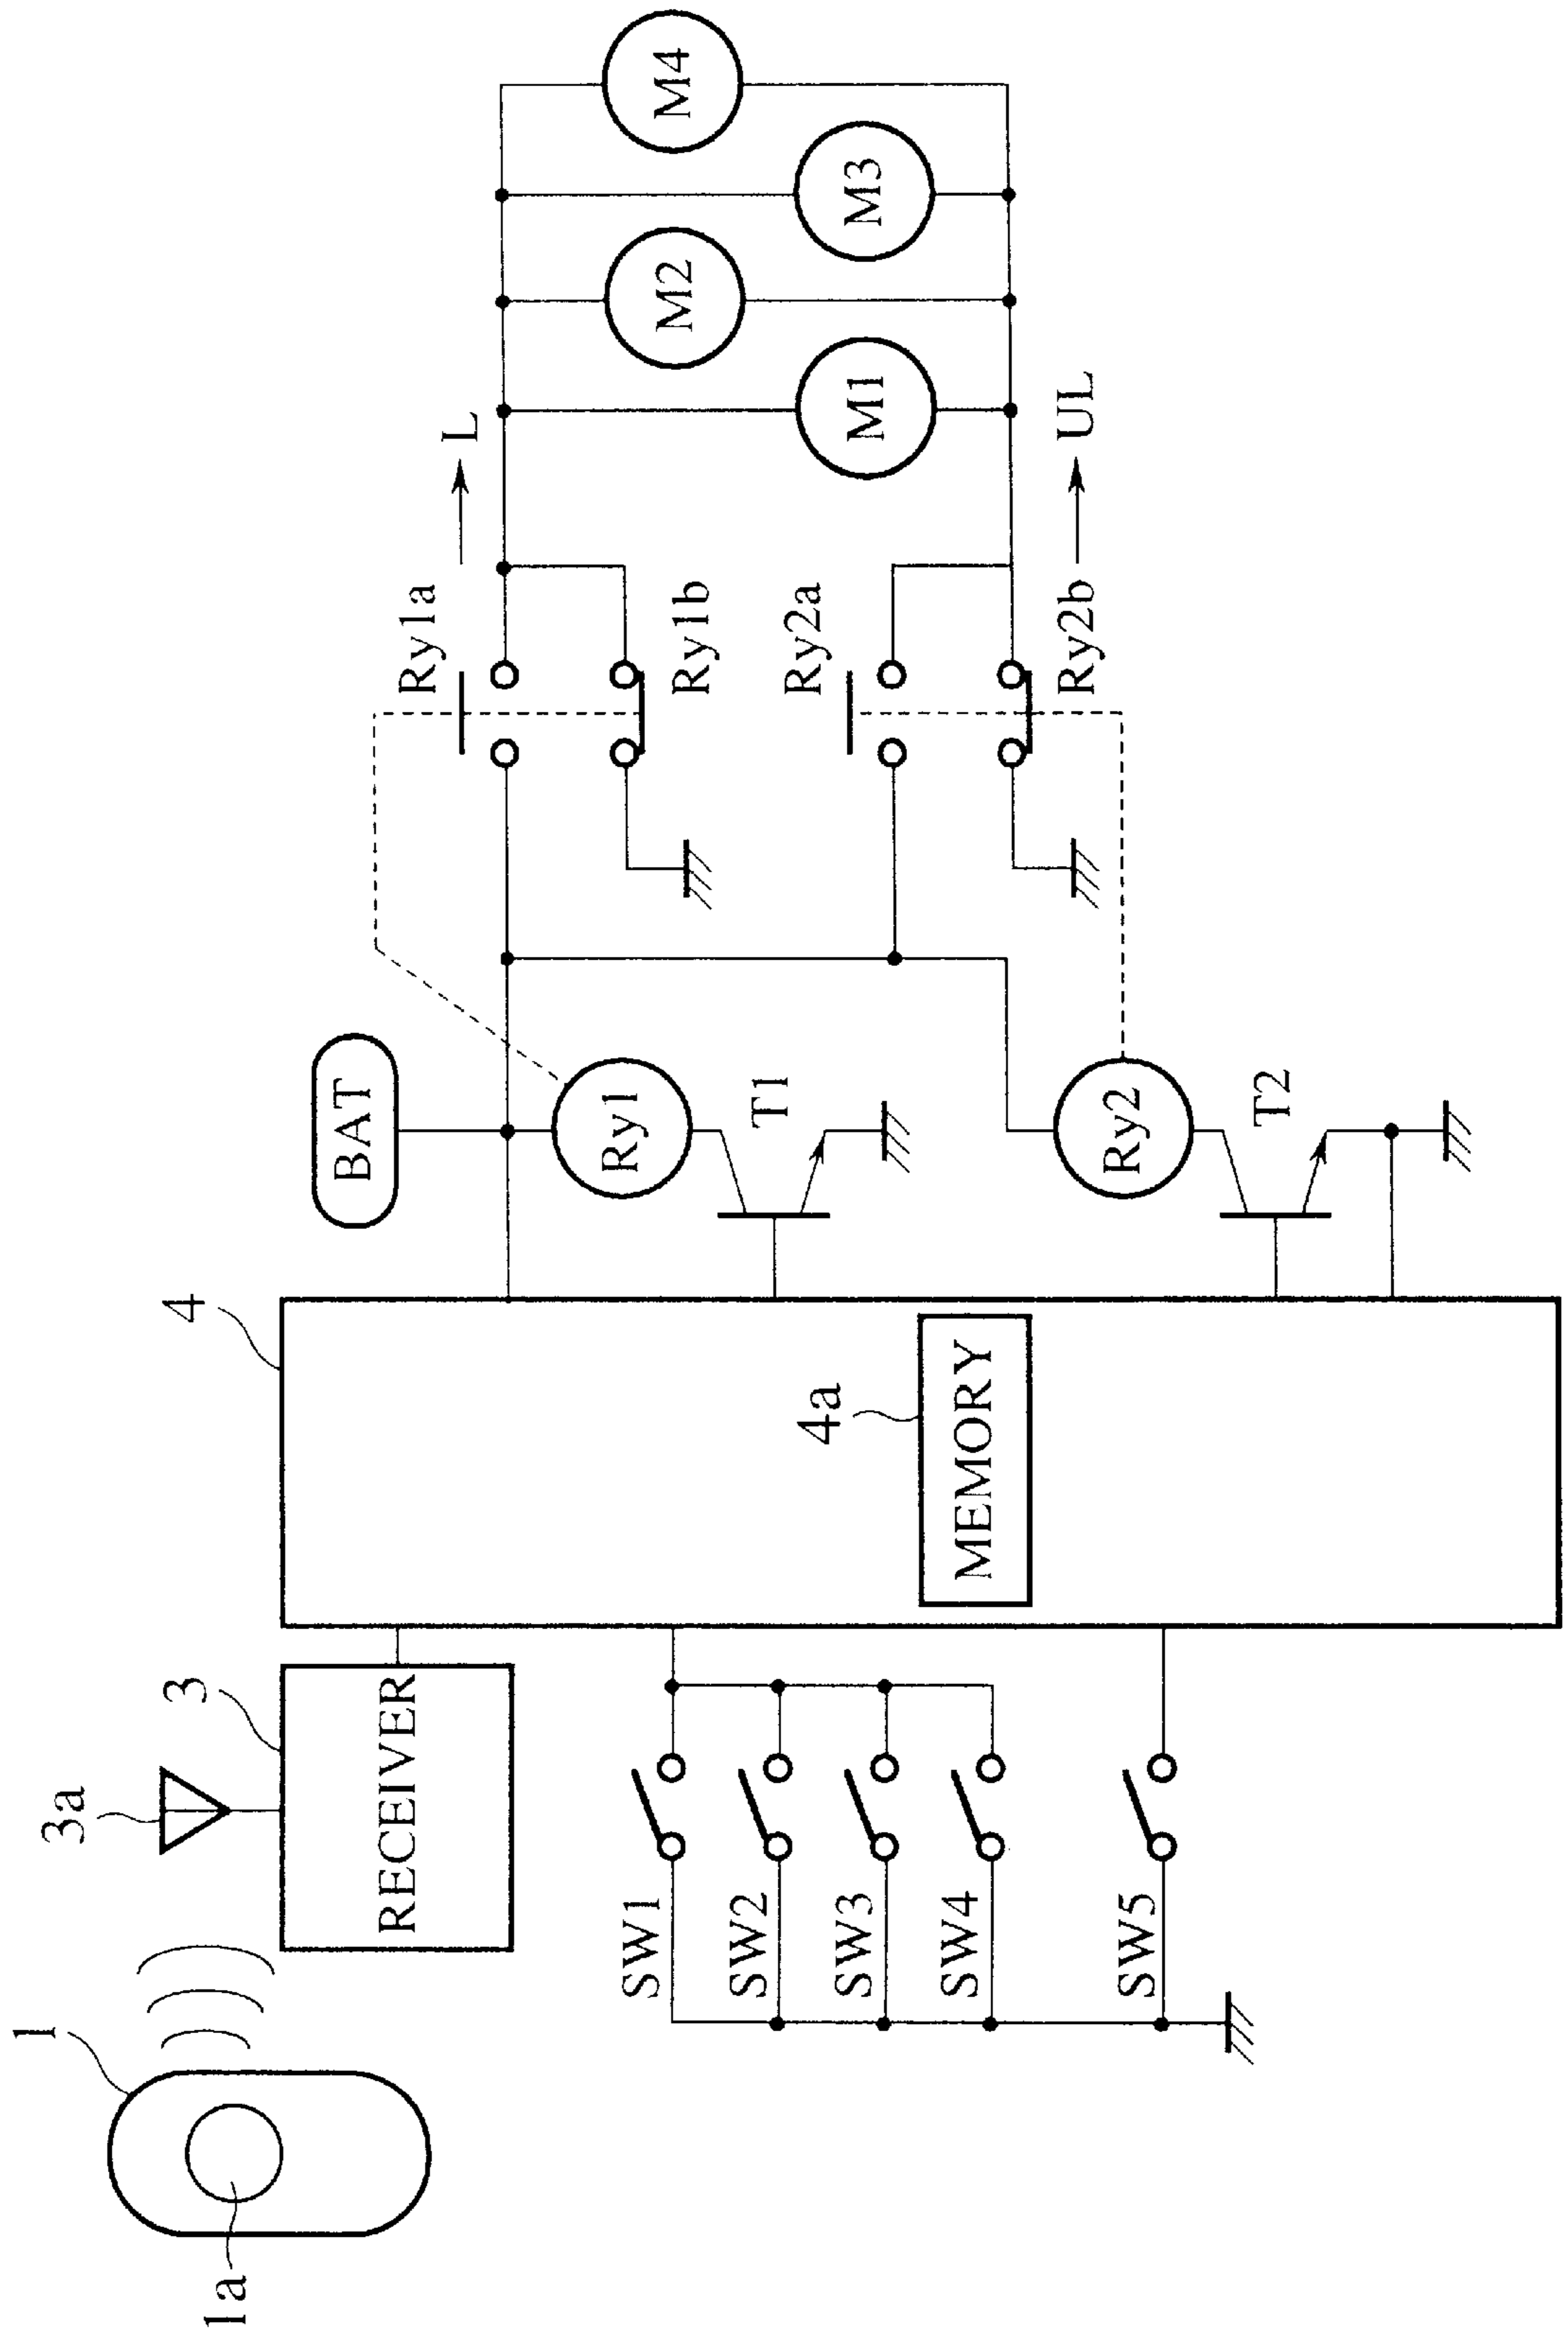 1
1a
3a
3
RECEIVER
SW1
SW2
SW3
SW4
SW5
4
4a
MEMORY
BAT
Ry1
T1
Ry2
T2
Ry1a
Ry1b
Ry2a
Ry2b
L
UL
M1
M2
M3
M4